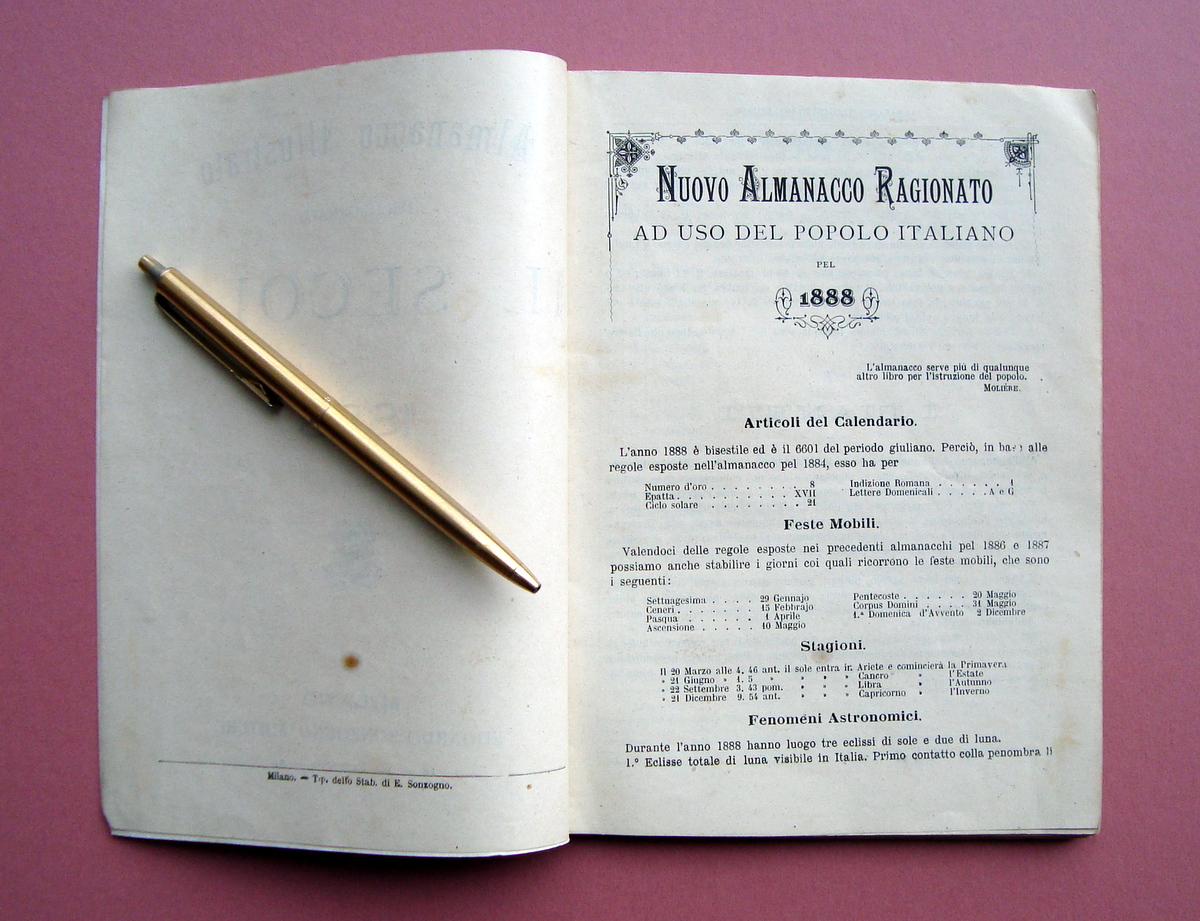 Milano. — Tip. dello Stab. di E. Sonzogno.
NUOVO ALMANACCO RAGIONATO
AD USO DEL POPOLO ITALIANO
PEL
1888
L'almanacco serve più di qualunque
altro libro per l'istruzione del popolo.
MOLIÈRE.
Articoli del Calendario.
L'anno 1888 è bisestile ed è il 6601 del periodo giuliano. Perciò, in base alle
regole esposte nell'almanacco pel 1884, esso ha per
Numero d'oro . . . . . . . . 8
Epatta . . . . . . . . . XVII
Ciclo solare . . . . . . . . 21
Indizione Romana . . . . . . . 1
Lettere Domenicali . . . . . A e G
Feste Mobili.
Valendoci delle regole esposte nei precedenti almanacchi pel 1886 e 1887
possiamo anche stabilire i giorni coi quali ricorrono le feste mobili, che sono
i seguenti:
Settuagesima . . . . 29 Gennajo
Ceneri . . . . . . . 15 Febbrajo
Pasqua . . . . . . 1 Aprile
Ascensione . . . . . 10 Maggio
Pentecoste . . . . . . 20 Maggio
Corpus Domini . . . . 31 Maggio
1.ª Domenica d'Avvento 2 Dicembre
Stagioni.
Il 20 Marzo alle 4. 46 ant. il sole entra in Ariete e comincierà la Primavera
» 21 Giugno » 1. 5 » » » » Cancro » l'Estate
» 22 Settembre 3. 43 pom. » » » Libra » l'Autunno
» 21 Dicembre 9. 54 ant. » » » Capricorno » l'Inverno
Fenomeni Astronomici.
Durante l'anno 1888 hanno luogo tre eclissi di sole e due di luna.
1.º Eclisse totale di luna visibile in Italia. Primo contatto colla penombra li